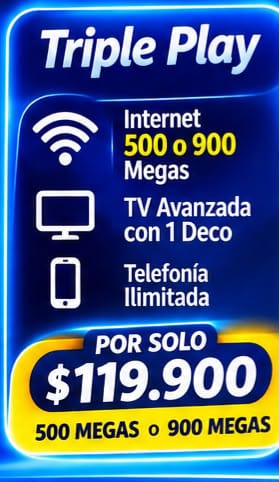 Triple Play
Internet
500 o 900
Megas
TV Avanzada
con 1 Deco
Telefonía
Ilimitada
POR SOLO
$119.900
500 MEGAS o 900 MEGAS